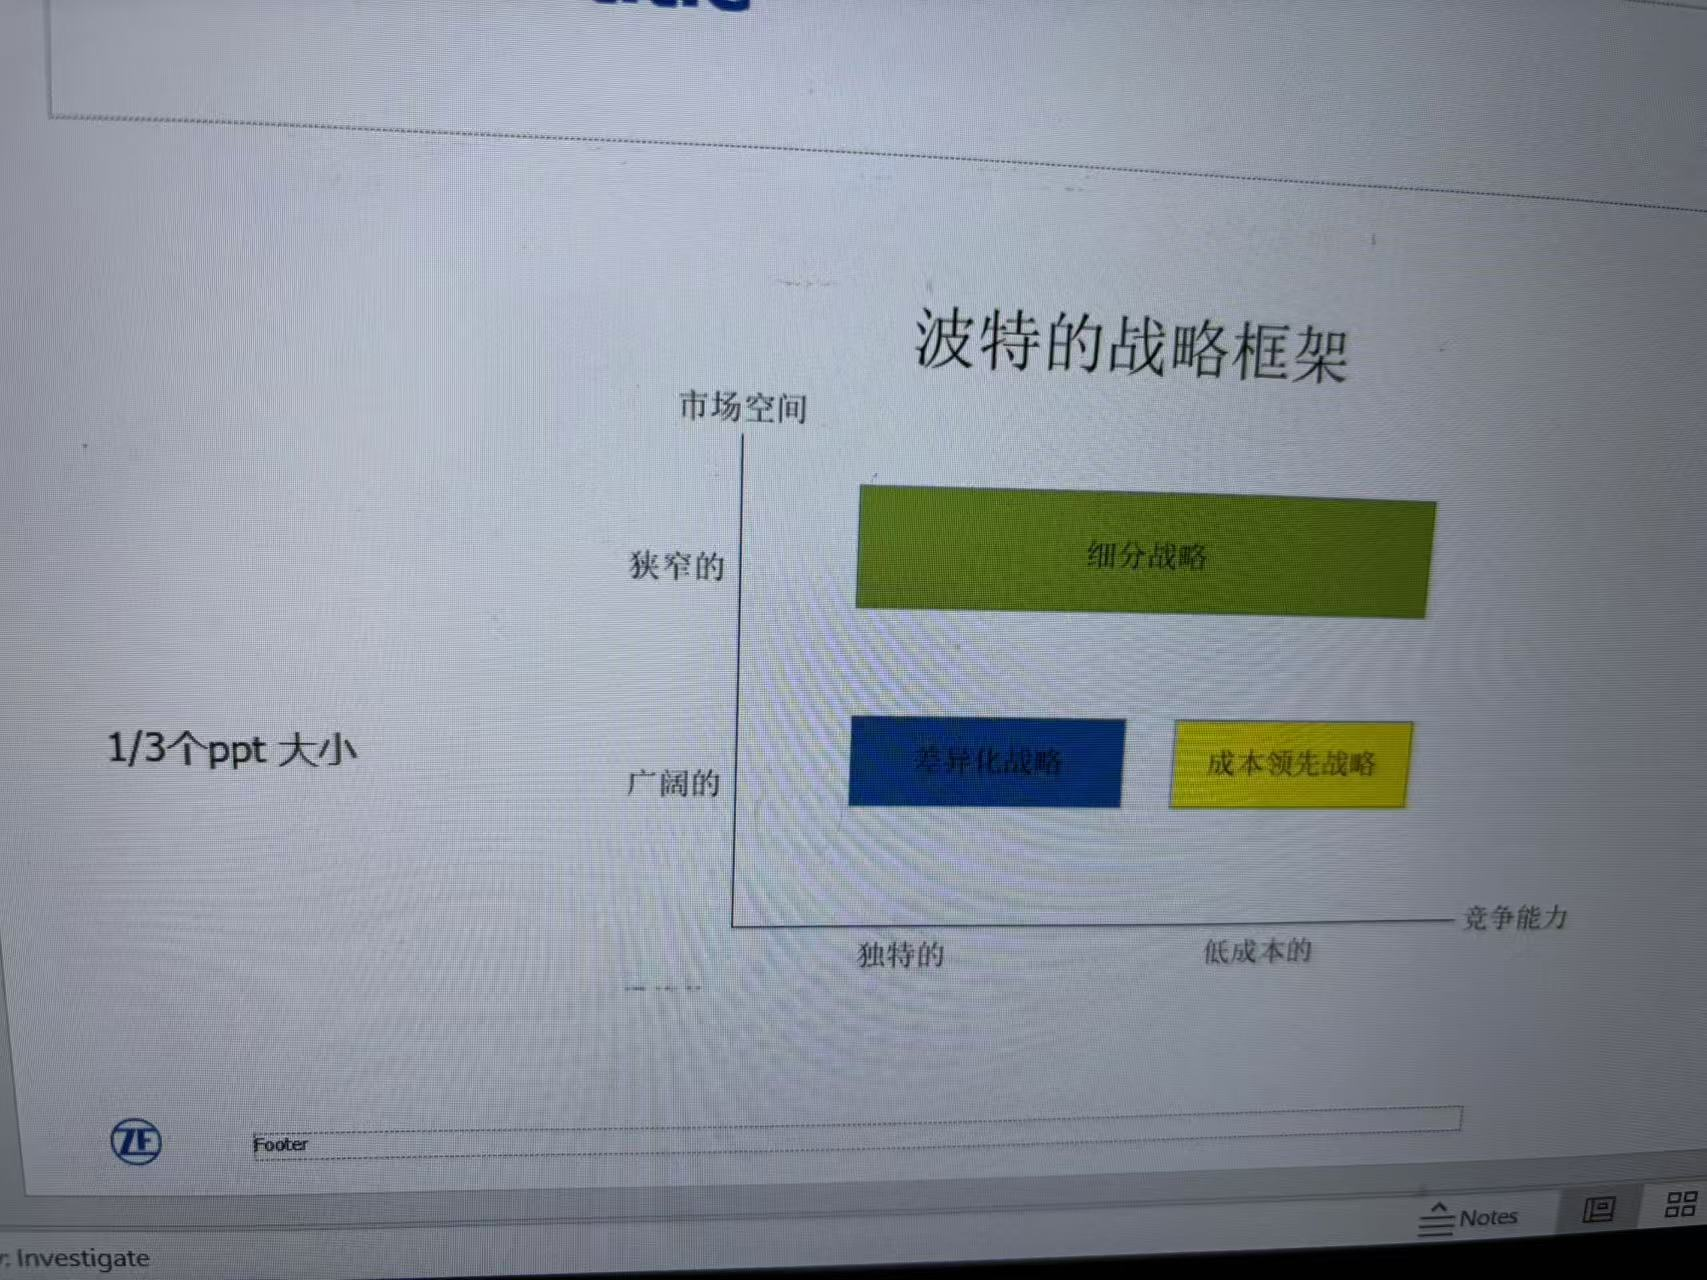 波特的战略框架
市场空间
狭窄的
细分战略
1/3个ppt 大小
广阔的
差异化战略
成本领先战略
竞争能力
独特的
低成本的
ZF
Footer
Notes
: Investigate